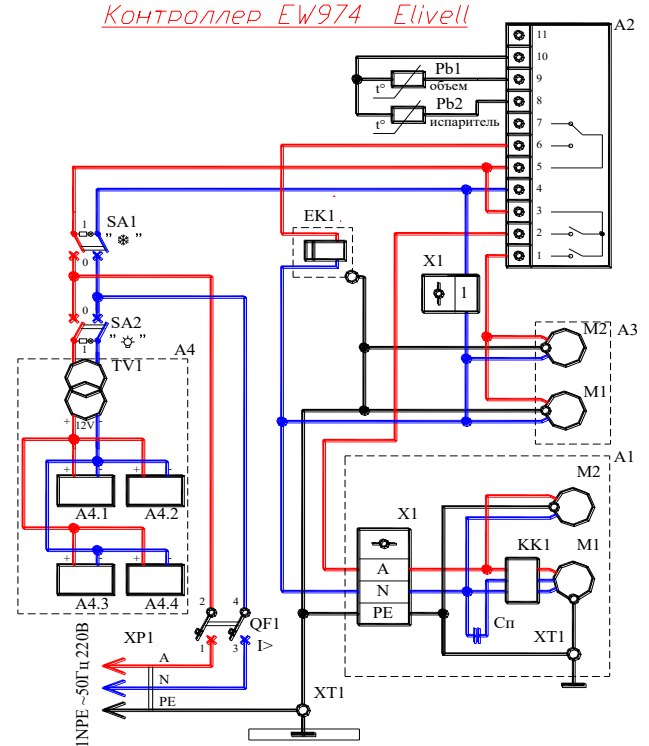 Контроллер EW974 Elivell
A2
11
10
Pb1
9
t°
объем
8
Pb2
t°
испаритель
7
6
5
4
3
2
1
EK1
SA1
1
" ❄ "
0
X1
1
0
SA2
1
" "
TV1
A4
12V
+ -
M2
A3
M1
+ - + -
A4.1
A4.2
+ - + -
A4.3
A4.4
A1
M2
X1
A
N
PE
KK1
M1
Сп
XT1
2
4
QF1
1
3
I>
XP1
A
N
PE
1NPE ~50Гц 220В
XT1